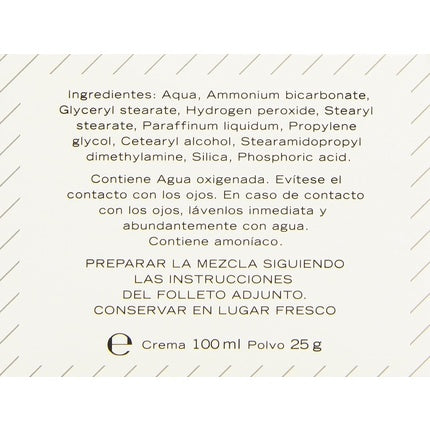 Ingredientes: Aqua, Ammonium bicarbonate,
Glyceryl stearate, Hydrogen peroxide, Stearyl
stearate, Paraffinum liquidum, Propylene
glycol, Cetearyl alcohol, Stearamidopropyl
dimethylamine, Silica, Phosphoric acid.
Contiene Agua oxigenada. Evítese el
contacto con los ojos. En caso de contacto
con los ojos, lávenlos inmediata y
abundantemente con agua.
Contiene amoníaco.
PREPARAR LA MEZCLA SIGUIENDO
LAS INSTRUCCIONES
DEL FOLLETO ADJUNTO.
CONSERVAR EN LUGAR FRESCO
℮ Crema 100 ml Polvo 25 g